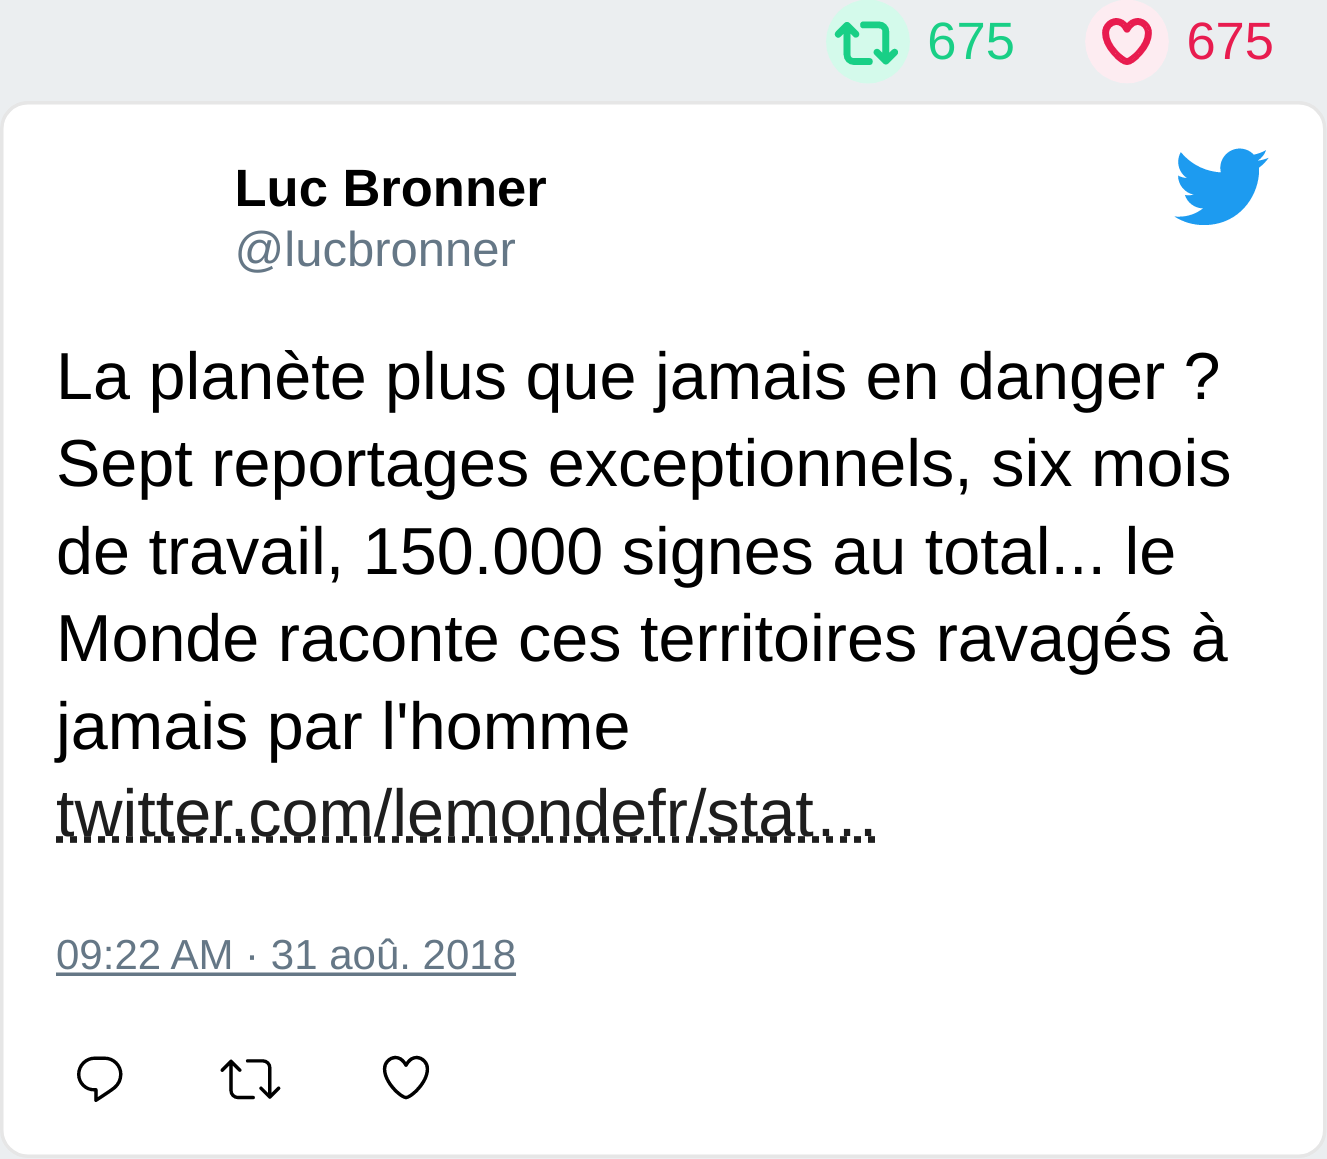 675 675
Luc Bronner
@lucbronner
La planète plus que jamais en danger ?
Sept reportages exceptionnels, six mois
de travail, 150.000 signes au total... le
Monde raconte ces territoires ravagés à
jamais par l'homme
twitter.com/lemondefr/stat…
09:22 AM · 31 aoû. 2018